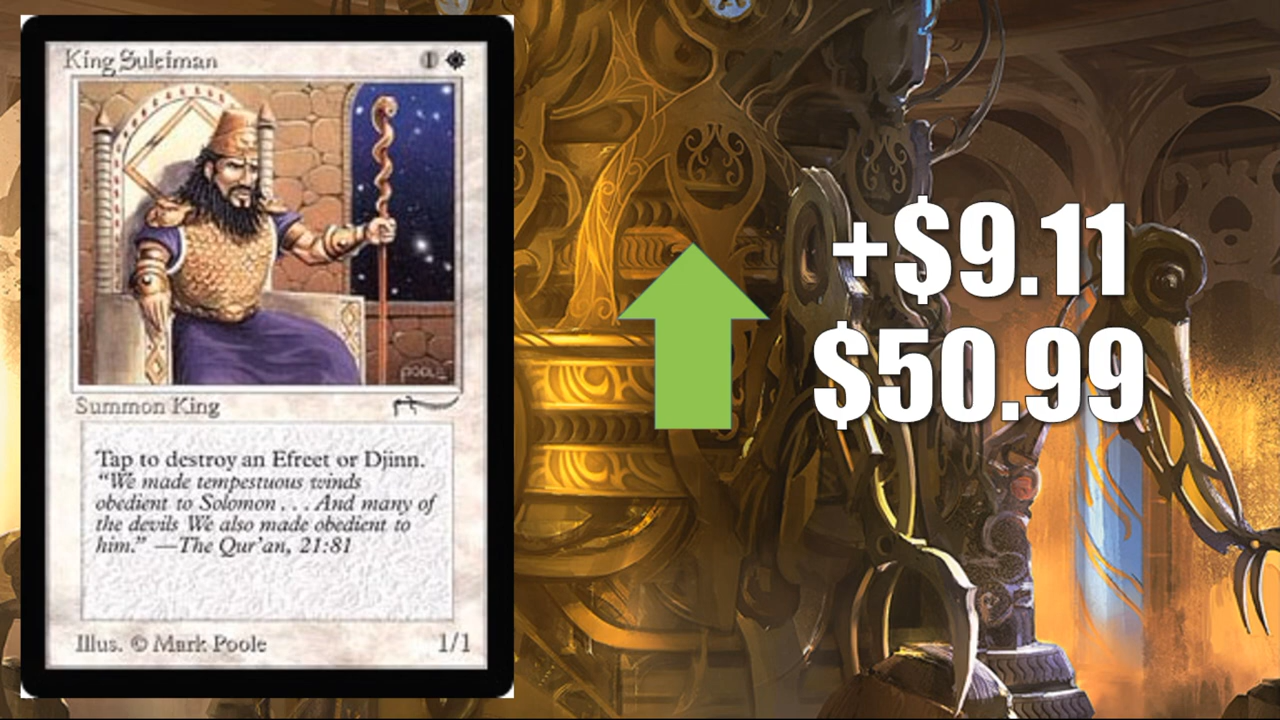 King Suleiman
1
POOLE
Summon King
Tap to destroy an Efreet or Djinn.
“We made tempestuous winds
obedient to Solomon . . . And many of
the devils We also made obedient to
him.” —The Qur’an, 21:81
Illus. © Mark Poole
1/1
+$9.11
$50.99